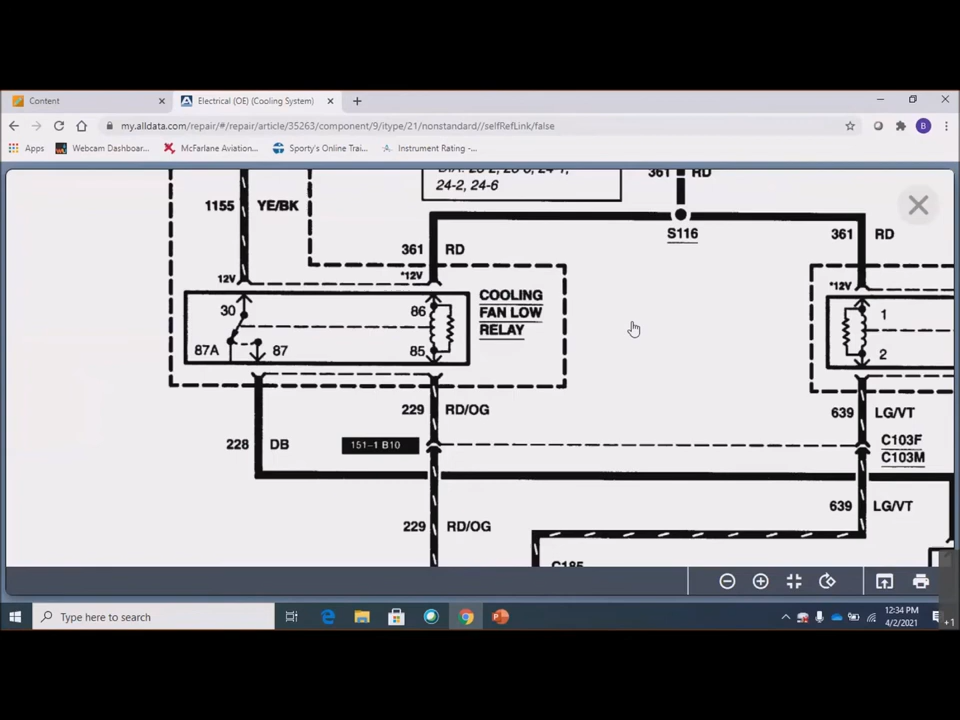 Content
Electrical (OE) (Cooling System)
my.alldata.com/repair/#/repair/article/35263/component/9/itype/21/nonstandard//selfRefLink/false
B
Apps
Webcam Dashboar...
McFarlane Aviation...
Sporty's Online Trai...
Instrument Rating -...
24-2, 24-6
361 RD
1155 YE/BK
S116
361 RD
361 RD
12V
*12V
*12V
30
86
COOLING
FAN LOW
RELAY
1
87A
87
85
2
229 RD/OG
639 LG/VT
228 DB
151-1 B10
C103F
C103M
229 RD/OG
639 LG/VT
C185
Type here to search
12:34 PM
4/2/2021
+1